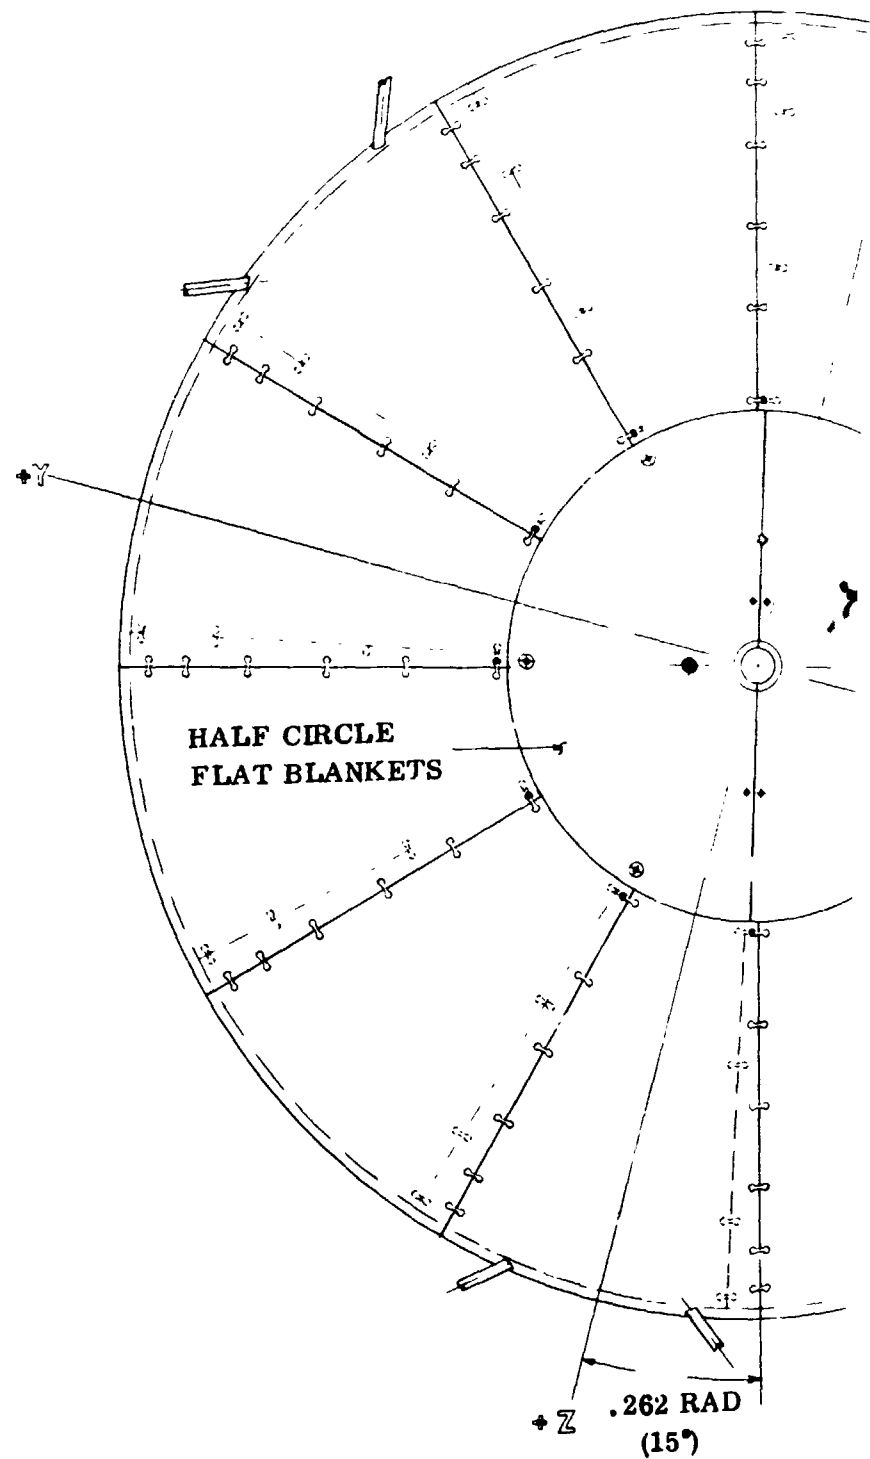 +Y
HALF CIRCLE
FLAT BLANKETS
+Z
.262 RAD
(15°)